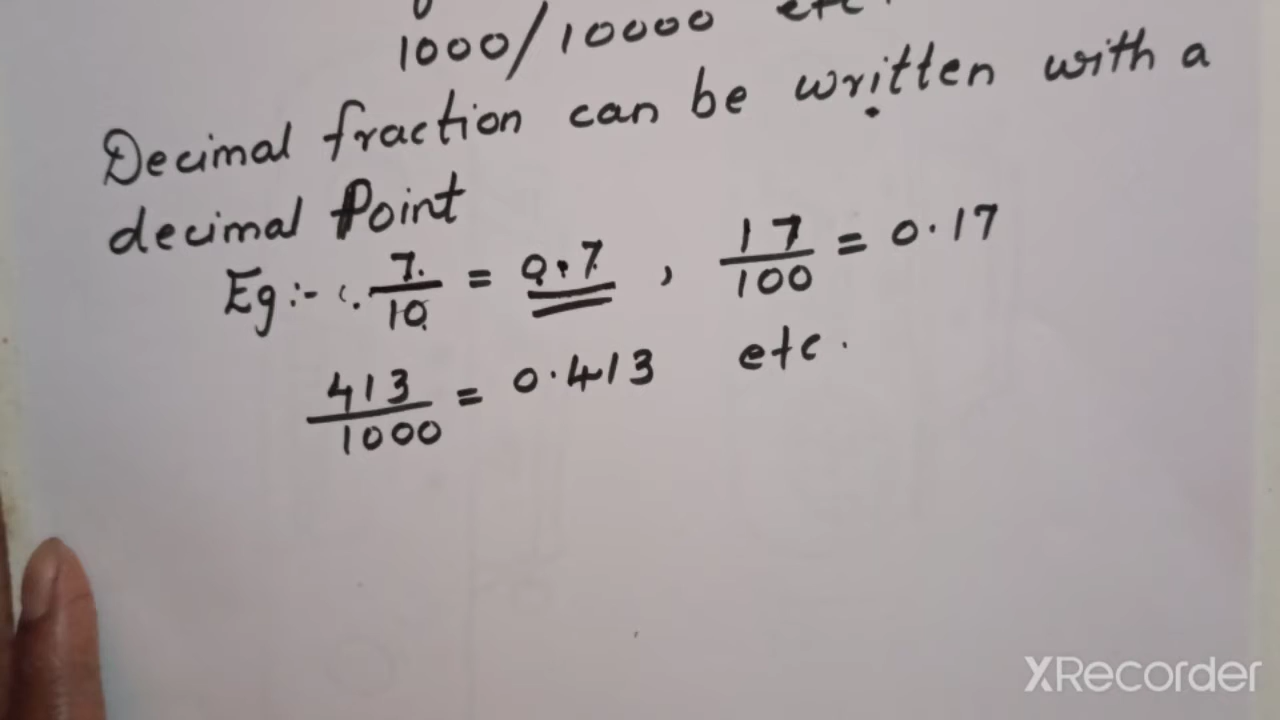 1000/10000 etc.
Decimal fraction can be written with a
decimal Point
Eg:- 7/10 = 0.7 , 17/100 = 0.17
413/1000 = 0.413 etc.
XRecorder